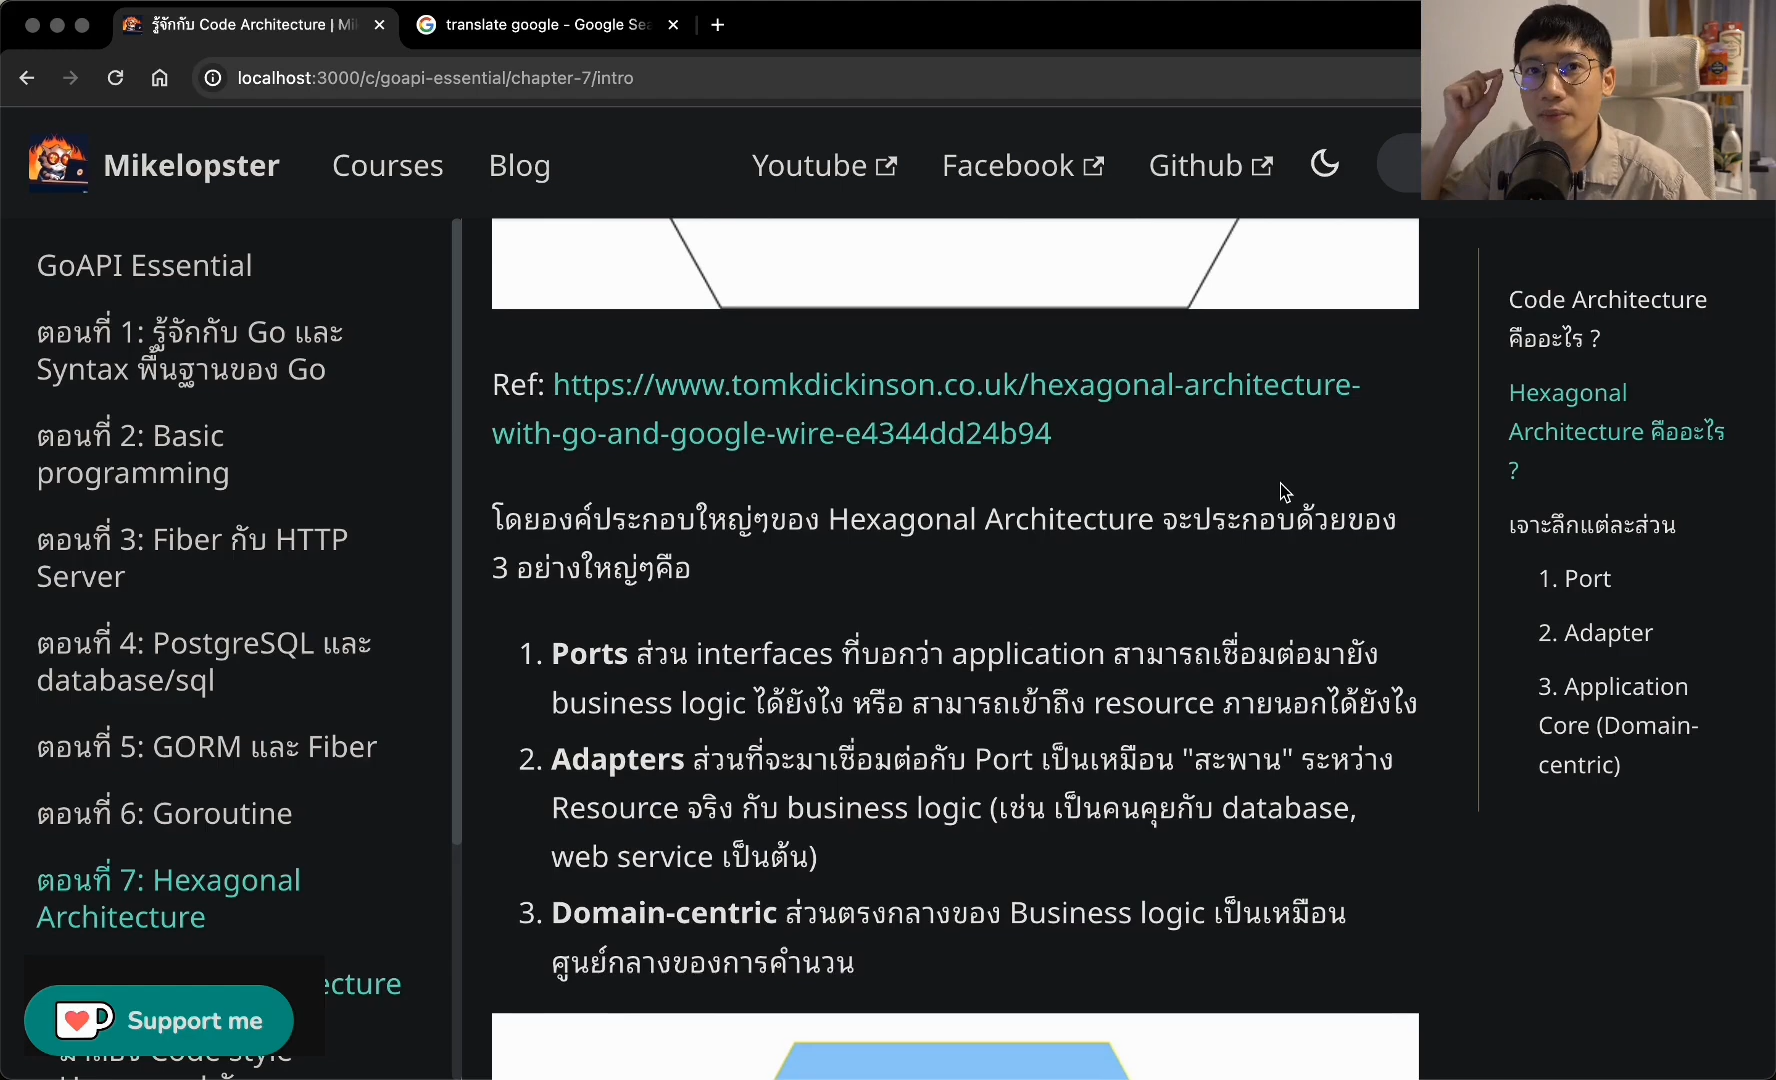 รู้จักกับ Code Architecture | Mi
translate google - Google Sea
localhost:3000/c/goapi-essential/chapter-7/intro
Mikelopster
Courses
Blog
Youtube
Facebook
Github
GoAPI Essential
ตอนที่ 1: รู้จักกับ Go และ
Syntax พื้นฐานของ Go
ตอนที่ 2: Basic
programming
ตอนที่ 3: Fiber กับ HTTP
Server
ตอนที่ 4: PostgreSQL และ
database/sql
ตอนที่ 5: GORM และ Fiber
ตอนที่ 6: Goroutine
ตอนที่ 7: Hexagonal
Architecture
ecture
Support me
Code style
Ref: https://www.tomkdickinson.co.uk/hexagonal-architecture-
with-go-and-google-wire-e4344dd24b94
โดยองค์ประกอบใหญ่ๆของ Hexagonal Architecture จะประกอบด้วยของ
3 อย่างใหญ่ๆคือ
1. Ports ส่วน interfaces ที่บอกว่า application สามารถเชื่อมต่อมายัง
business logic ได้ยังไง หรือ สามารถเข้าถึง resource ภายนอกได้ยังไง
2. Adapters ส่วนที่จะมาเชื่อมต่อกับ Port เป็นเหมือน "สะพาน" ระหว่าง
Resource จริง กับ business logic (เช่น เป็นคนคุยกับ database,
web service เป็นต้น)
3. Domain-centric ส่วนตรงกลางของ Business logic เป็นเหมือน
ศูนย์กลางของการคำนวน
Code Architecture
คืออะไร ?
Hexagonal
Architecture คืออะไร
?
เจาะลึกแต่ละส่วน
1. Port
2. Adapter
3. Application
Core (Domain-
centric)